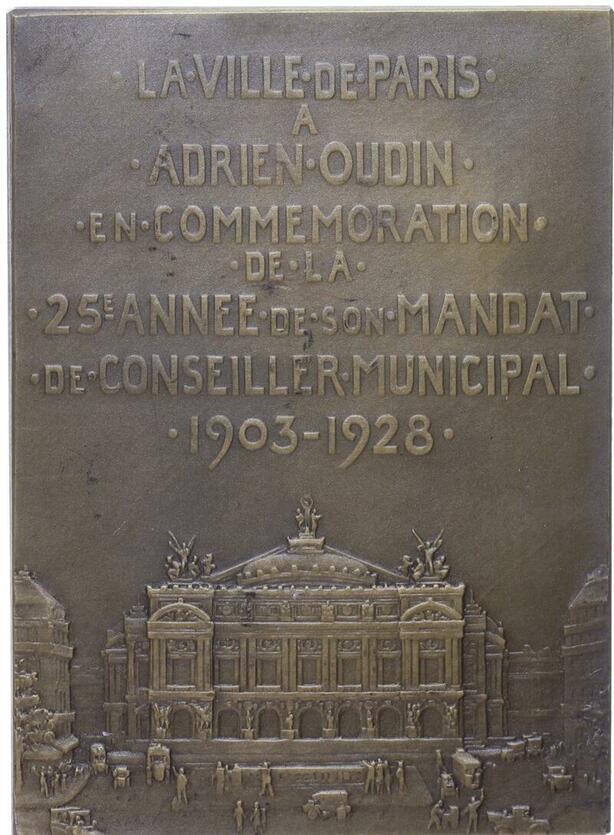 ·LA·VILLE·DE·PARIS·
A
·ADRIEN·OUDIN·
·EN·COMMEMORATION·
·DE·LA·
·25E ANNEE·DE·SON·MANDAT·
·DE·CONSEILLER·MUNICIPAL·
·1903-1928·